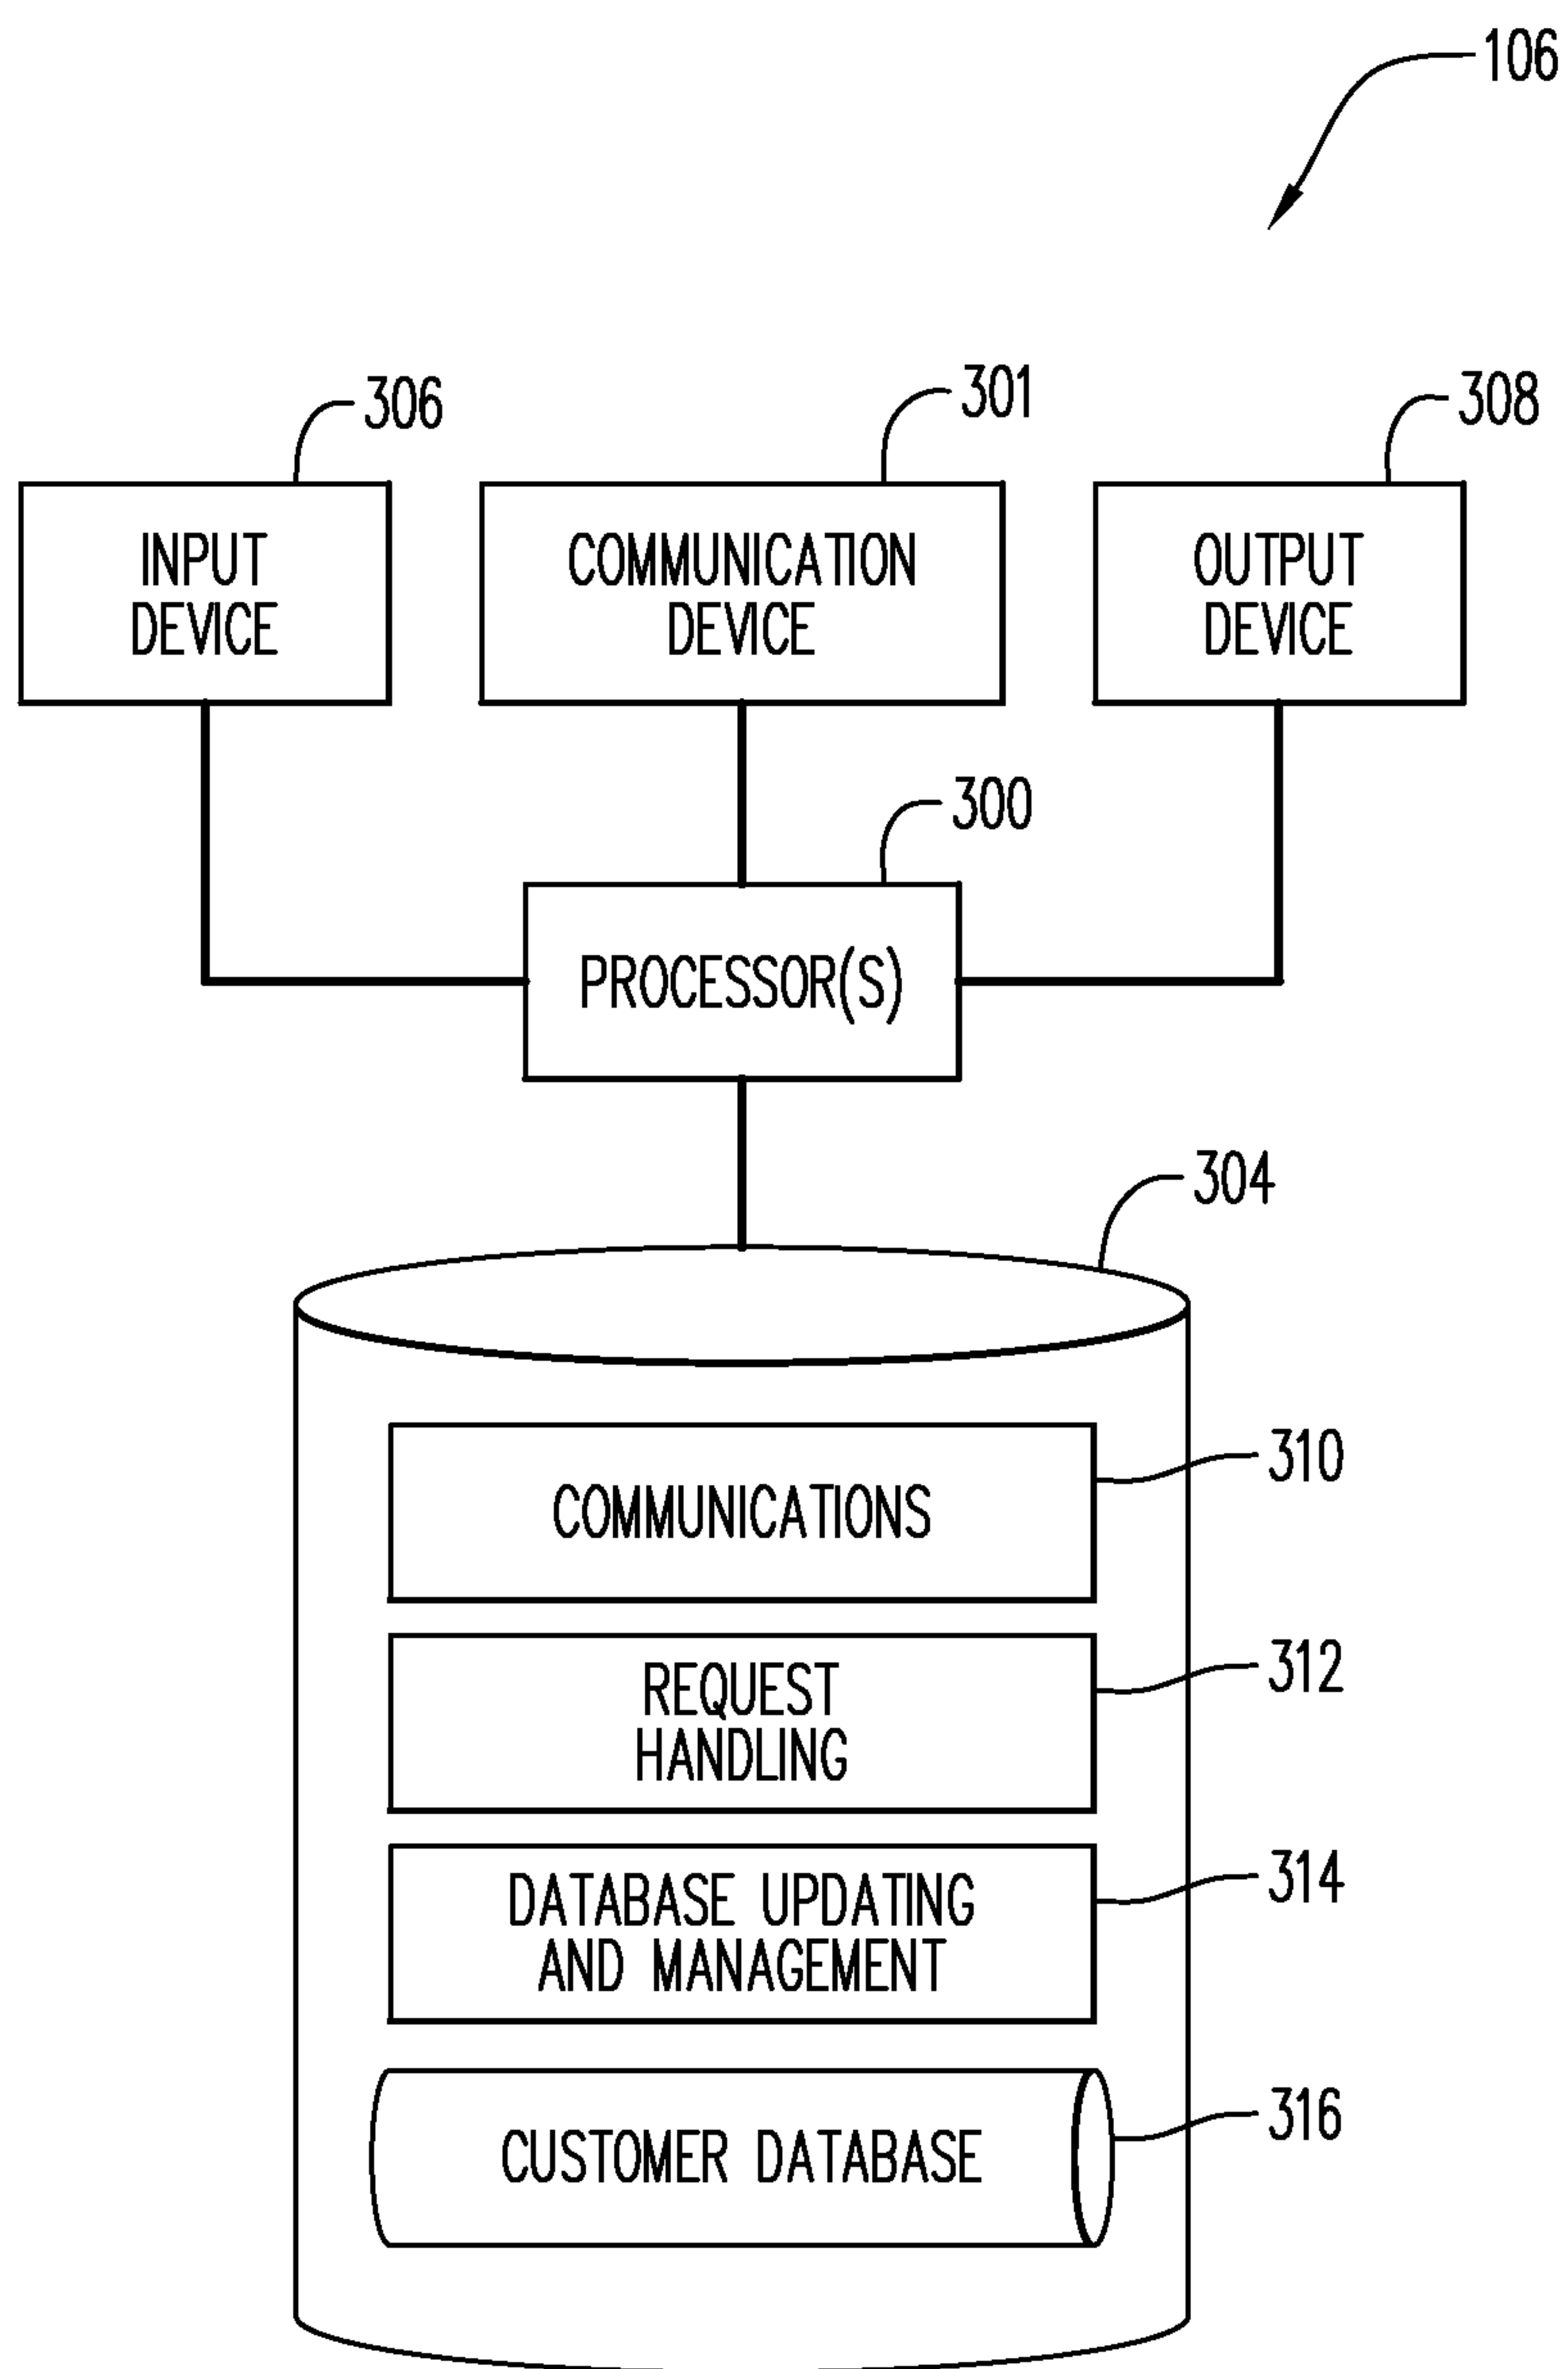 106
306
301
308
INPUT
DEVICE
COMMUNICATION
DEVICE
OUTPUT
DEVICE
300
PROCESSOR(S)
304
310
COMMUNICATIONS
312
REQUEST
HANDLING
314
DATABASE UPDATING
AND MANAGEMENT
316
CUSTOMER DATABASE